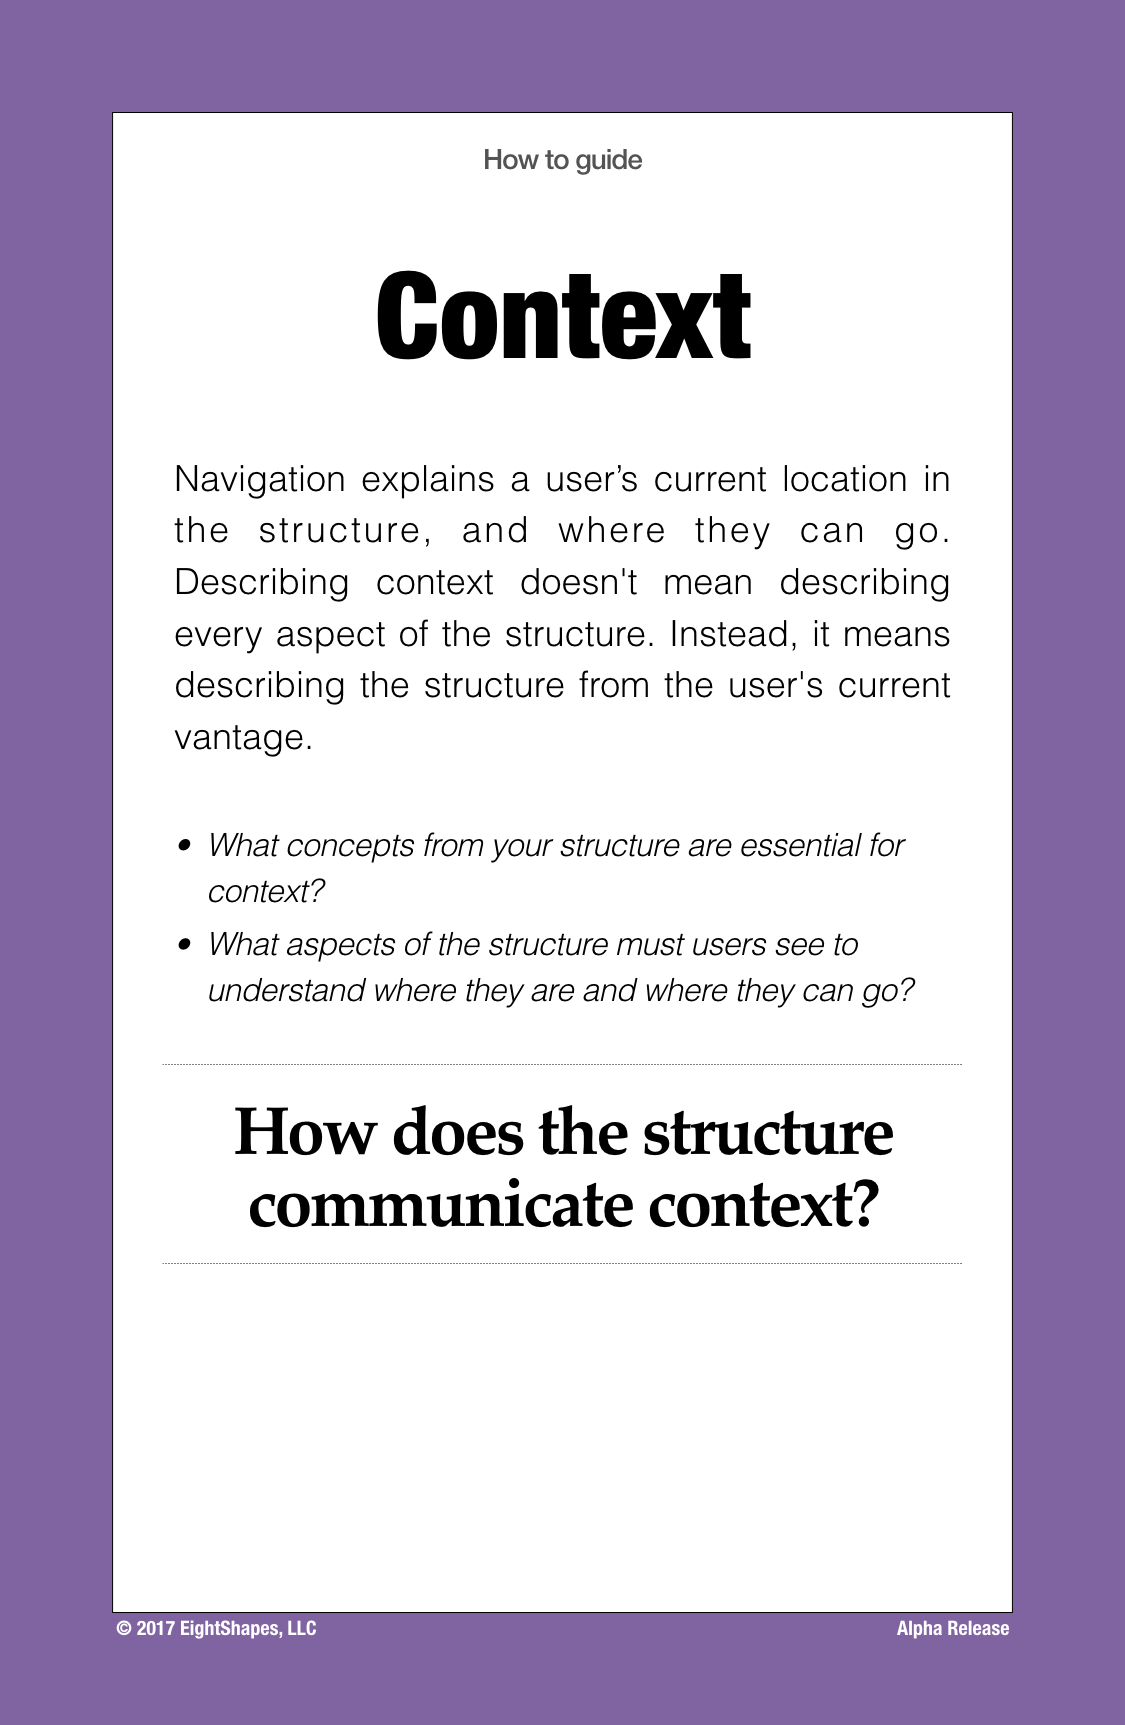 How to guide
Context
Navigation explains a user’s current location in
the structure, and where they can go.
Describing context doesn't mean describing
every aspect of the structure. Instead, it means
describing the structure from the user's current
vantage.
• What concepts from your structure are essential for
context?
• What aspects of the structure must users see to
understand where they are and where they can go?
How does the structure
communicate context?
© 2017 EightShapes, LLC
Alpha Release